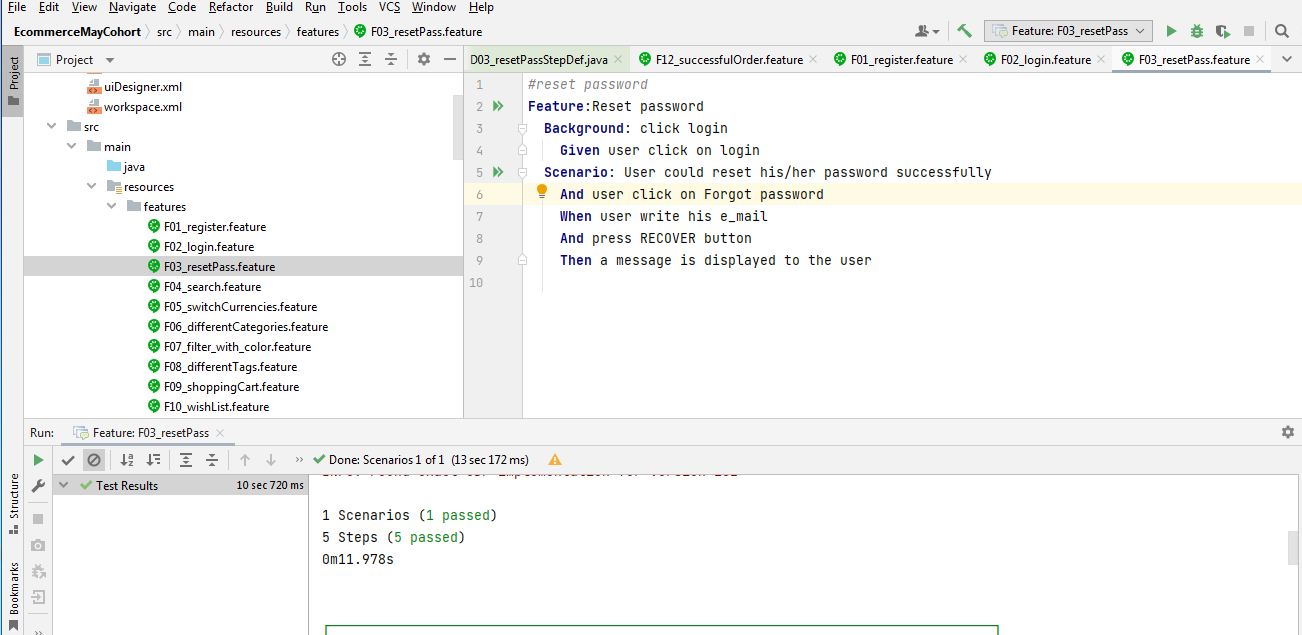 File Edit View Navigate Code Refactor Build Run Tools VCS Window Help
EcommerceMayCohort src main resources features F03_resetPass.feature
Feature: F03_resetPass
Project
Project
D03_resetPassStepDef.java F12_successfulOrder.feature F01_register.feature F02_login.feature F03_resetPass.feature
uiDesigner.xml
workspace.xml
src
main
java
resources
features
F01_register.feature
F02_login.feature
F03_resetPass.feature
F04_search.feature
F05_switchCurrencies.feature
F06_differentCategories.feature
F07_filter_with_color.feature
F08_differentTags.feature
F09_shoppingCart.feature
F10_wishList.feature
1 #reset password
2 Feature:Reset password
3 Background: click login
4 Given user click on login
5 Scenario: User could reset his/her password successfully
6 And user click on Forgot password
7 When user write his e_mail
8 And press RECOVER button
9 Then a message is displayed to the user
10
Run: Feature: F03_resetPass
Done: Scenarios 1 of 1 (13 sec 172 ms)
Test Results 10 sec 720 ms
1 Scenarios (1 passed)
5 Steps (5 passed)
0m11.978s
Structure
Bookmarks